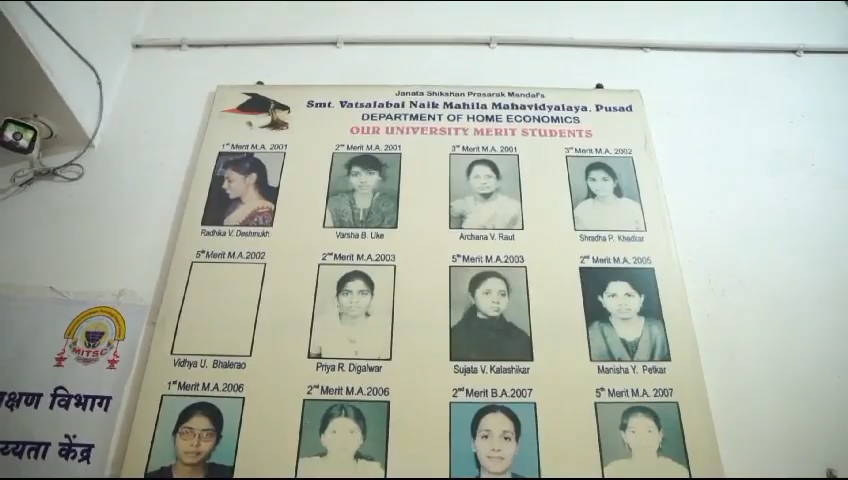 Janata Shikshan Prasarak Mandal's
Smt. Vatsalabai Naik Mahila Mahavidyalaya, Pusad
DEPARTMENT OF HOME ECONOMICS
OUR UNIVERSITY MERIT STUDENTS
1st Merit M.A. 2001 2nd Merit M.A. 2001 3rd Merit M.A. 2001 3rd Merit M.A. 2002
Radhika V. Deshmukh Varsha B. Uke Archana V. Raut Shradha P. Khedkar
5th Merit M.A.2002 2nd Merit M.A.2003 5th Merit M.A.2003 2nd Merit M.A. 2005
Vidhya U. Bhalerao Priya R. Digalwar Sujata V. Kalashikar Manisha Y. Petkar
1st Merit M.A.2006 2nd Merit M.A.2006 2nd Merit B.A.2007 5th Merit M.A. 2007
MITSC
विभाग
केंद्र